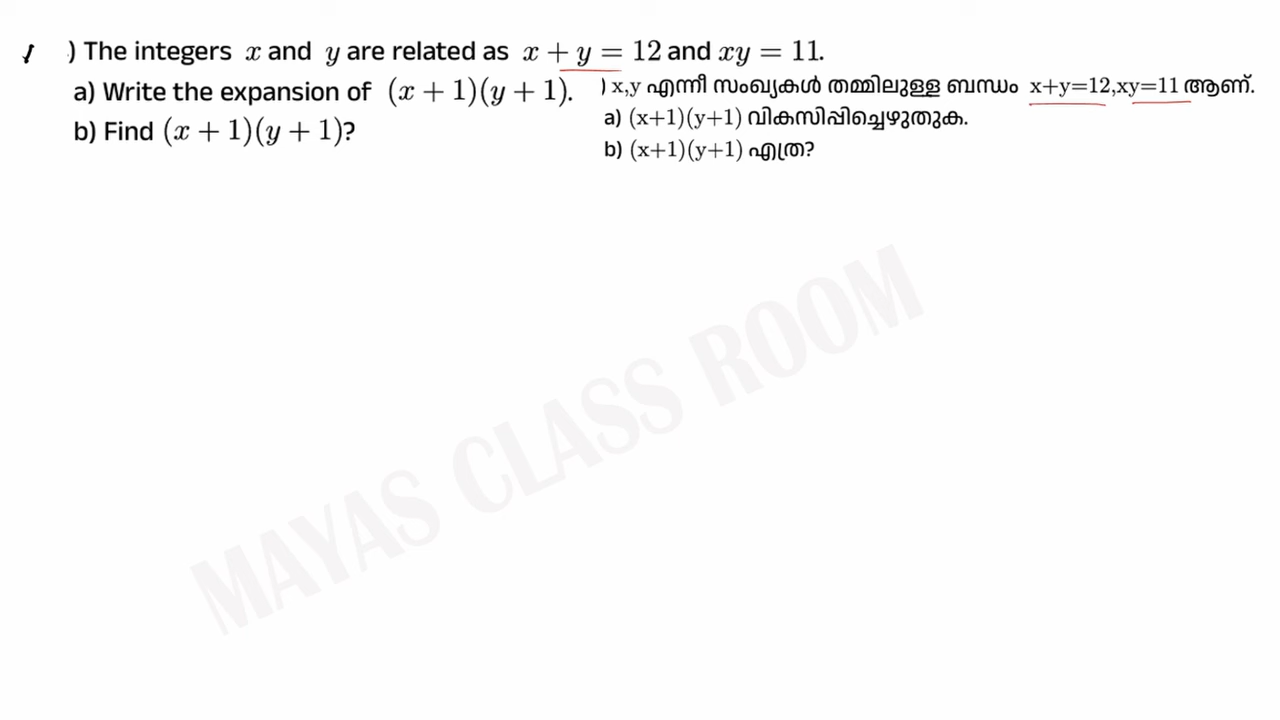 1 ) The integers x and y are related as x + y = 12 and xy = 11.
a) Write the expansion of (x + 1)(y + 1).
b) Find (x + 1)(y + 1)?
) x,y എന്നീ സംഖ്യകൾ തമ്മിലുള്ള ബന്ധം x+y=12,xy=11 ആണ്.
a) (x+1)(y+1) വികസിപ്പിച്ചെഴുതുക.
b) (x+1)(y+1) എത്ര?
MAYAS CLASS ROOM